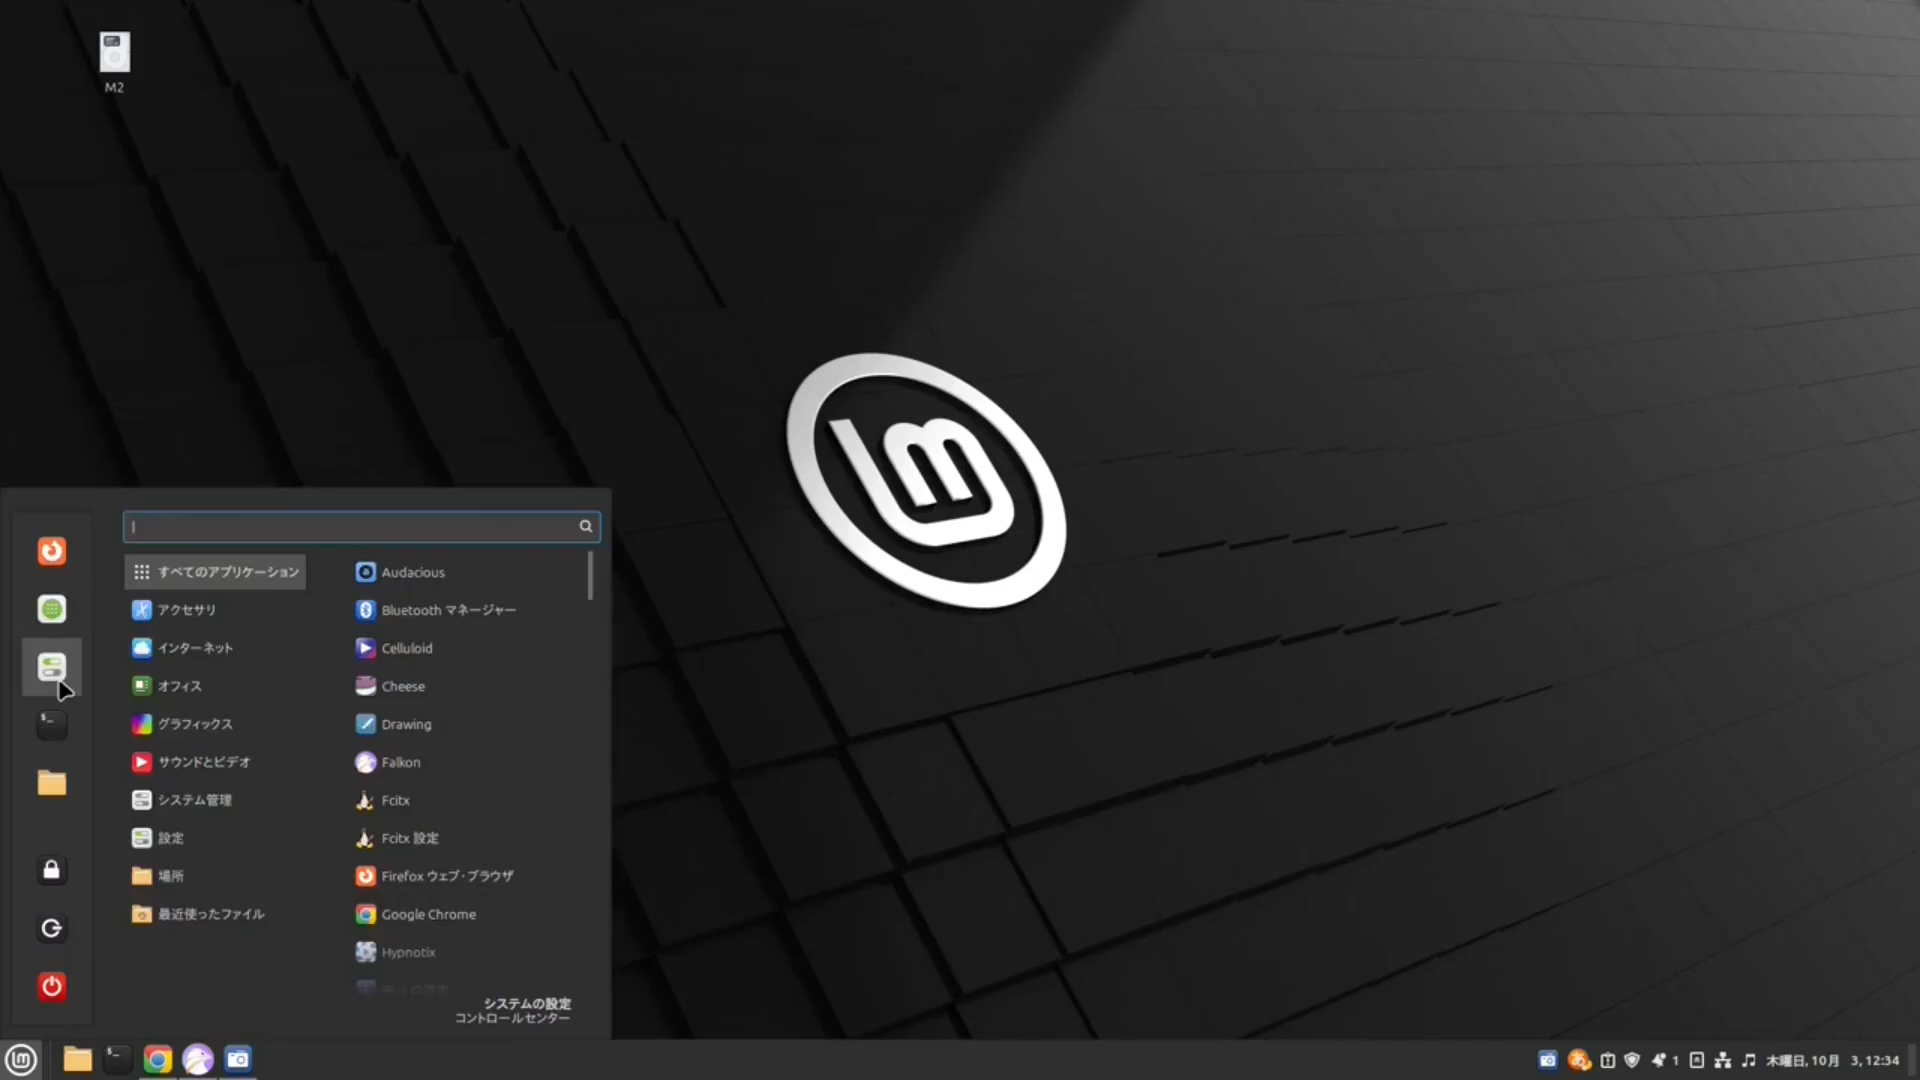 M2
すべてのアプリケーション
アクセサリ
インターネット
オフィス
グラフィックス
サウンドとビデオ
システム管理
設定
場所
最近使ったファイル
Audacious
Bluetooth マネージャー
Celluloid
Cheese
Drawing
Falkon
Fcitx
Fcitx 設定
Firefox ウェブ・ブラウザ
Google Chrome
Hypnotix
システムの設定
コントロールセンター
1
木曜日, 10月 3, 12:34